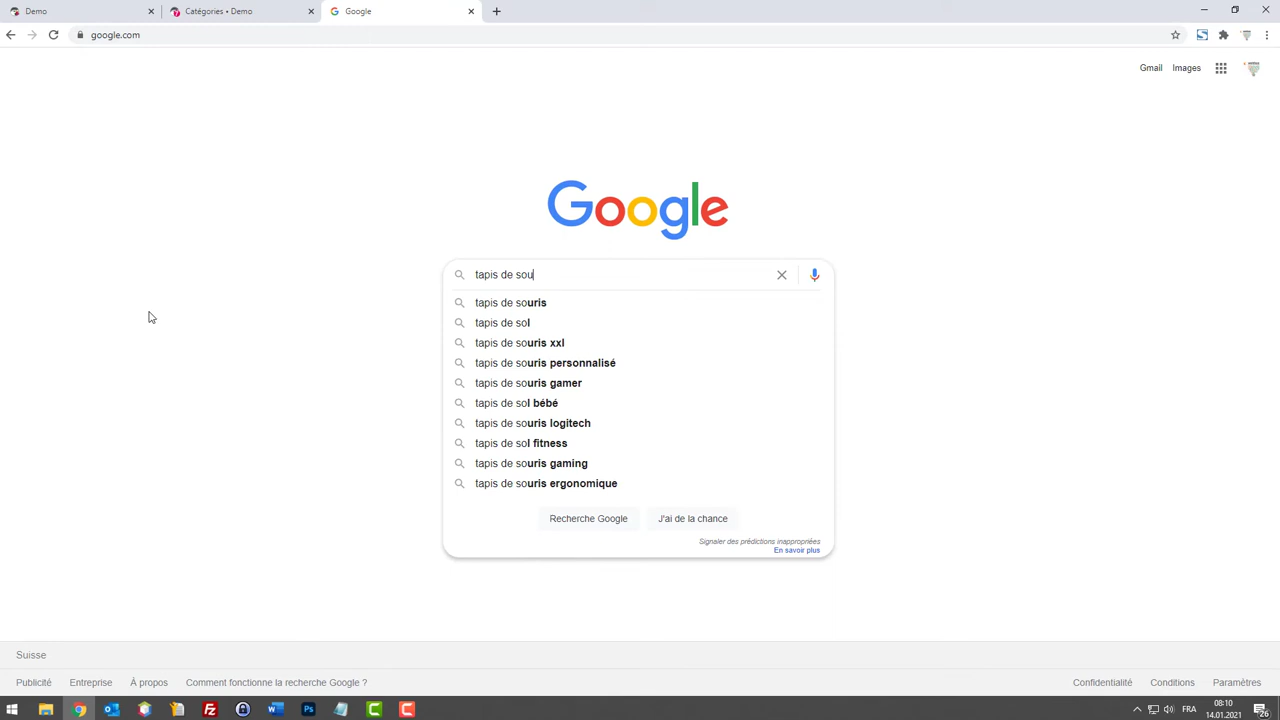 Demo
Catégories • Demo
Google
google.com
Gmail Images
Google
tapis de sou
tapis de souris
tapis de sol
tapis de souris xxl
tapis de souris personnalisé
tapis de souris gamer
tapis de sol bébé
tapis de souris logitech
tapis de sol fitness
tapis de souris gaming
tapis de souris ergonomique
Recherche Google J'ai de la chance
Signaler des prédictions inappropriées
En savoir plus
Suisse
Publicité Entreprise À propos Comment fonctionne la recherche Google ? Confidentialité Conditions Paramètres
FRA
08:10
14.01.2021
26